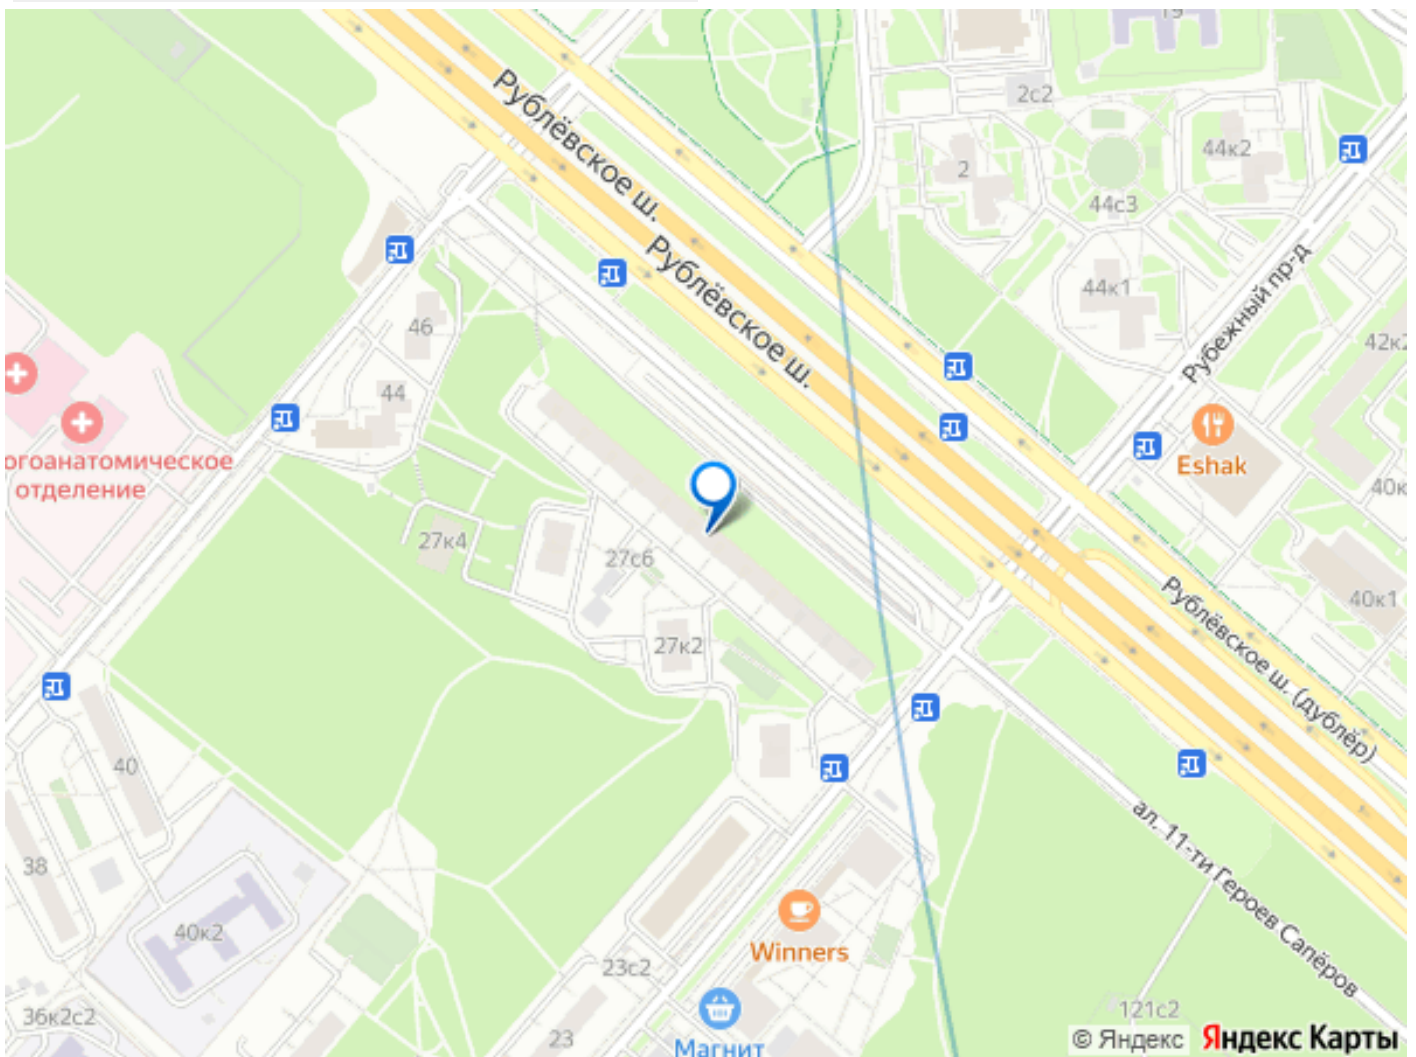 19
Рублёвское ш.
2с2
44к2
2
44с3
Рублёвское ш.
44к1
Рубежный пр-д
46
42к2
44
Eshak
огоанатомическое
отделение
40к
27к4
27с6
40к1
27к2
Рублёвское ш. (дублёр)
40
ал. 11-ти Героев Сапёров
38
40к2
Winners
23с2
36к2с2
23
121с2
Магнит
© Яндекс Яндекс Карты